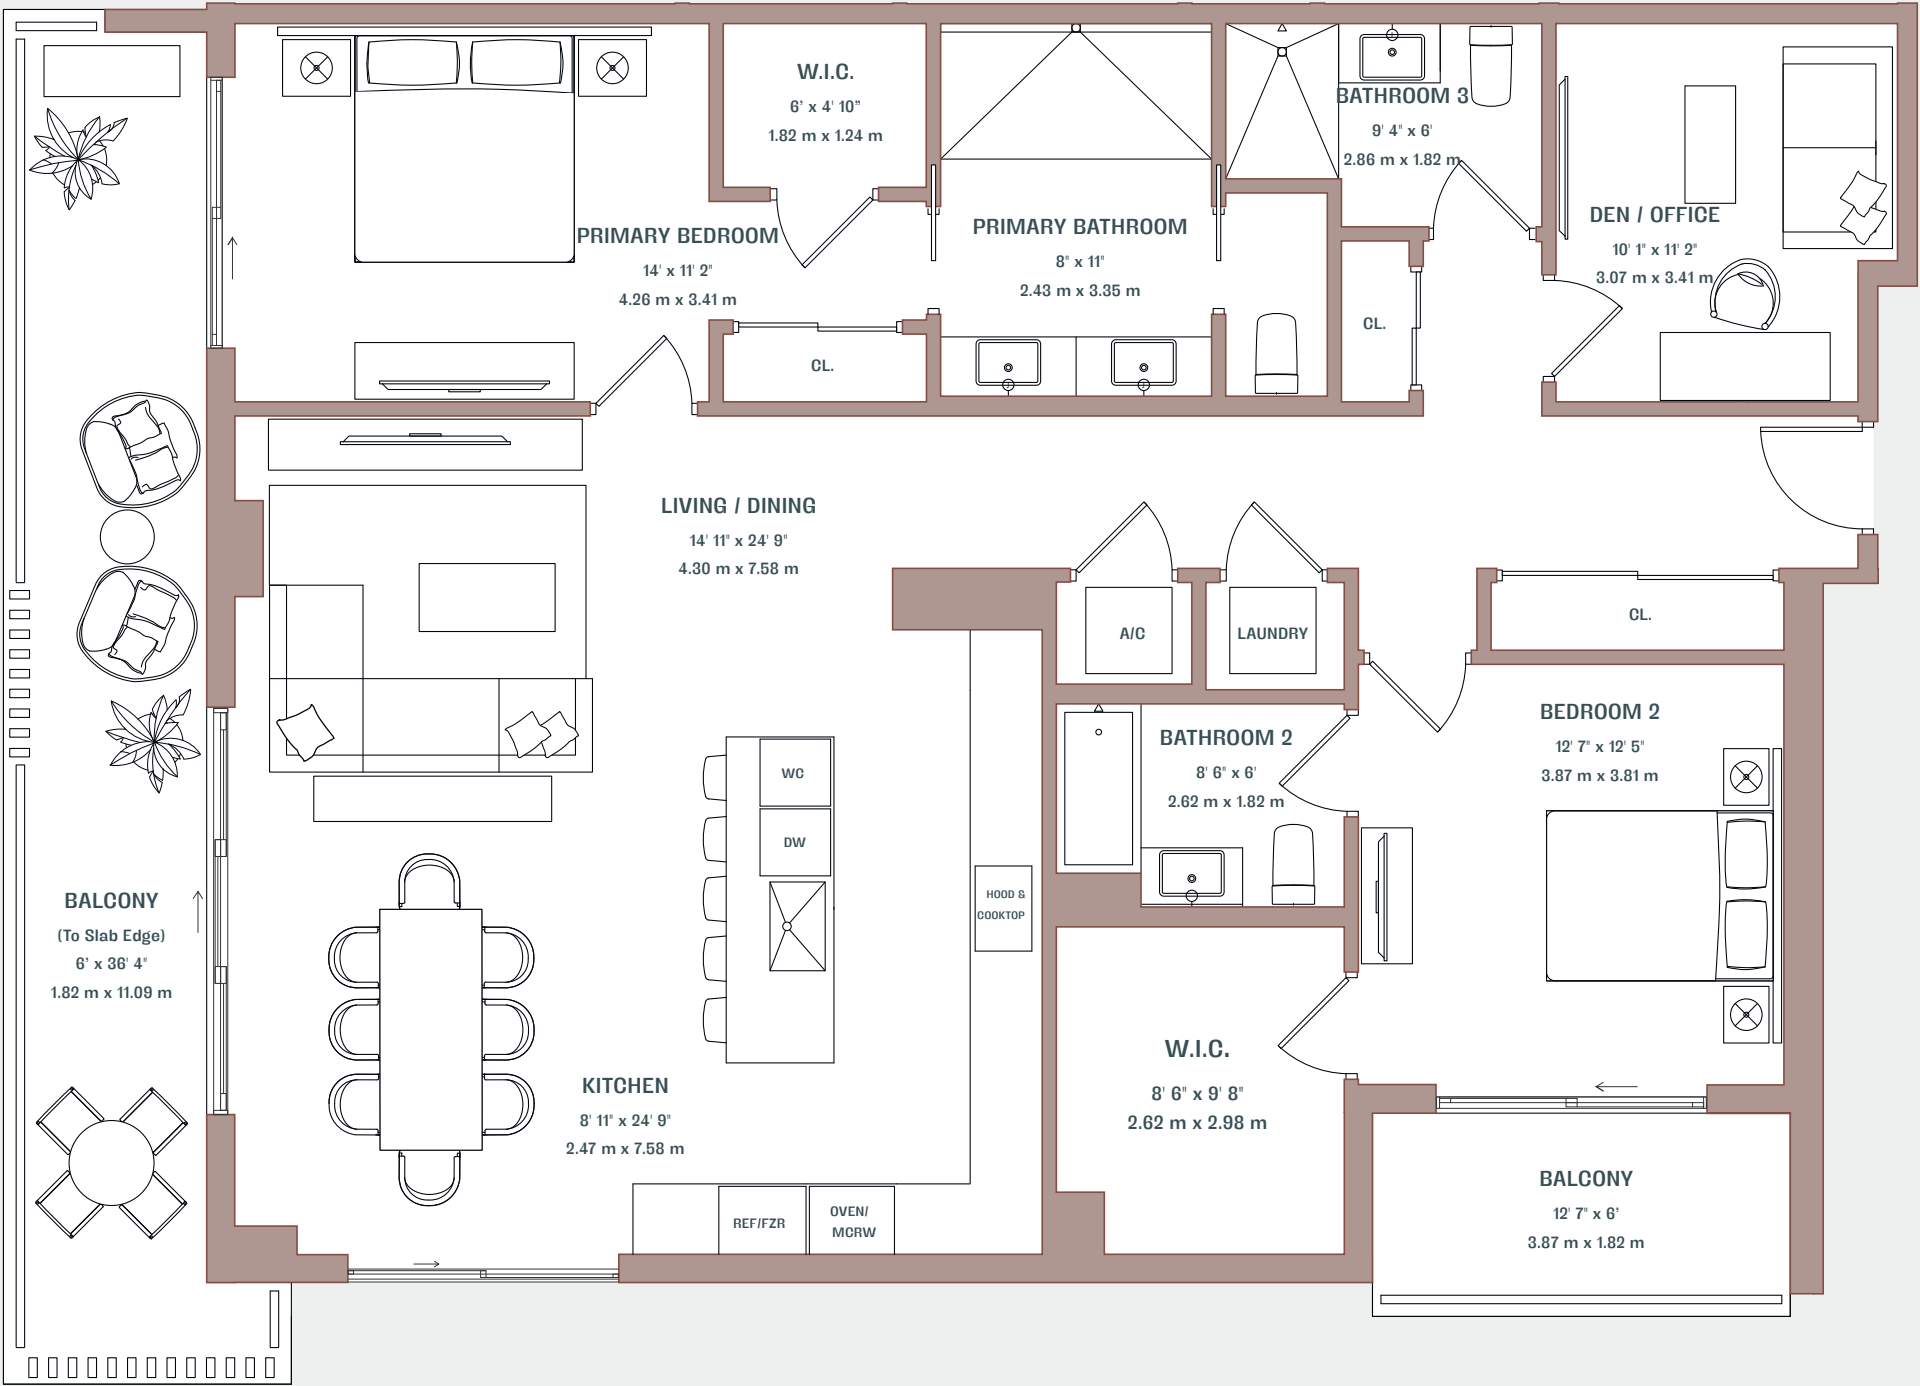 W.I.C.
6’ x 4' 10”
1.82 m x 1.24 m
BATHROOM 3
9' 4" x 6'
2.86 m x 1.82 m
DEN / OFFICE
10' 1" x 11' 2"
3.07 m x 3.41 m
PRIMARY BEDROOM
14' x 11' 2"
4.26 m x 3.41 m
PRIMARY BATHROOM
8" x 11"
2.43 m x 3.35 m
CL.
CL.
LIVING / DINING
14' 11" x 24' 9"
4.30 m x 7.58 m
A/C
LAUNDRY
CL.
BATHROOM 2
8' 6" x 6'
2.62 m x 1.82 m
BEDROOM 2
12' 7" x 12' 5"
3.87 m x 3.81 m
WC
DW
HOOD &
COOKTOP
BALCONY
(To Slab Edge)
6’ x 36' 4"
1.82 m x 11.09 m
KITCHEN
8' 11" x 24' 9"
2.47 m x 7.58 m
W.I.C.
8' 6" x 9' 8"
2.62 m x 2.98 m
REF/FZR
OVEN/
MCRW
BALCONY
12' 7" x 6’
3.87 m x 1.82 m